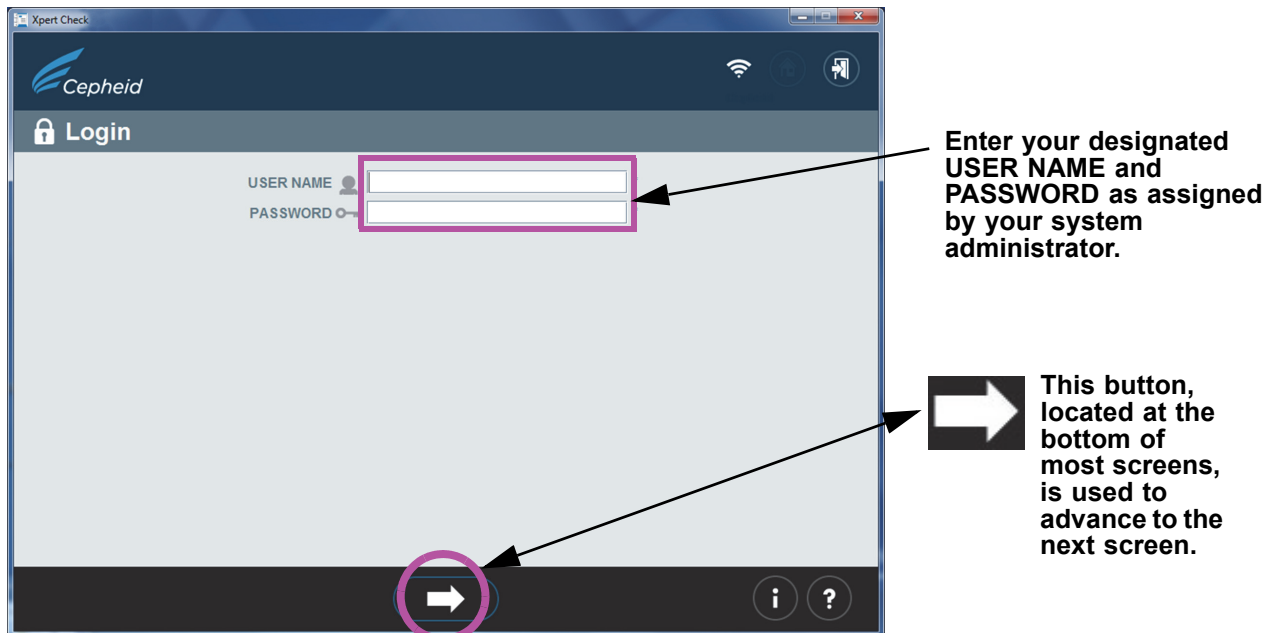 Xpert Check
Cepheid
Login
USER NAME
PASSWORD
i ?
Enter your designated
USER NAME and
PASSWORD as assigned
by your system
administrator.
This button,
located at the
bottom of
most screens,
is used to
advance to the
next screen.